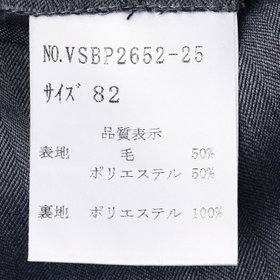 NO.VSBP2652-25
サイズ 82
品質表示
表地 毛 50%
ポリエステル 50%
裏地 ポリエステル 100%